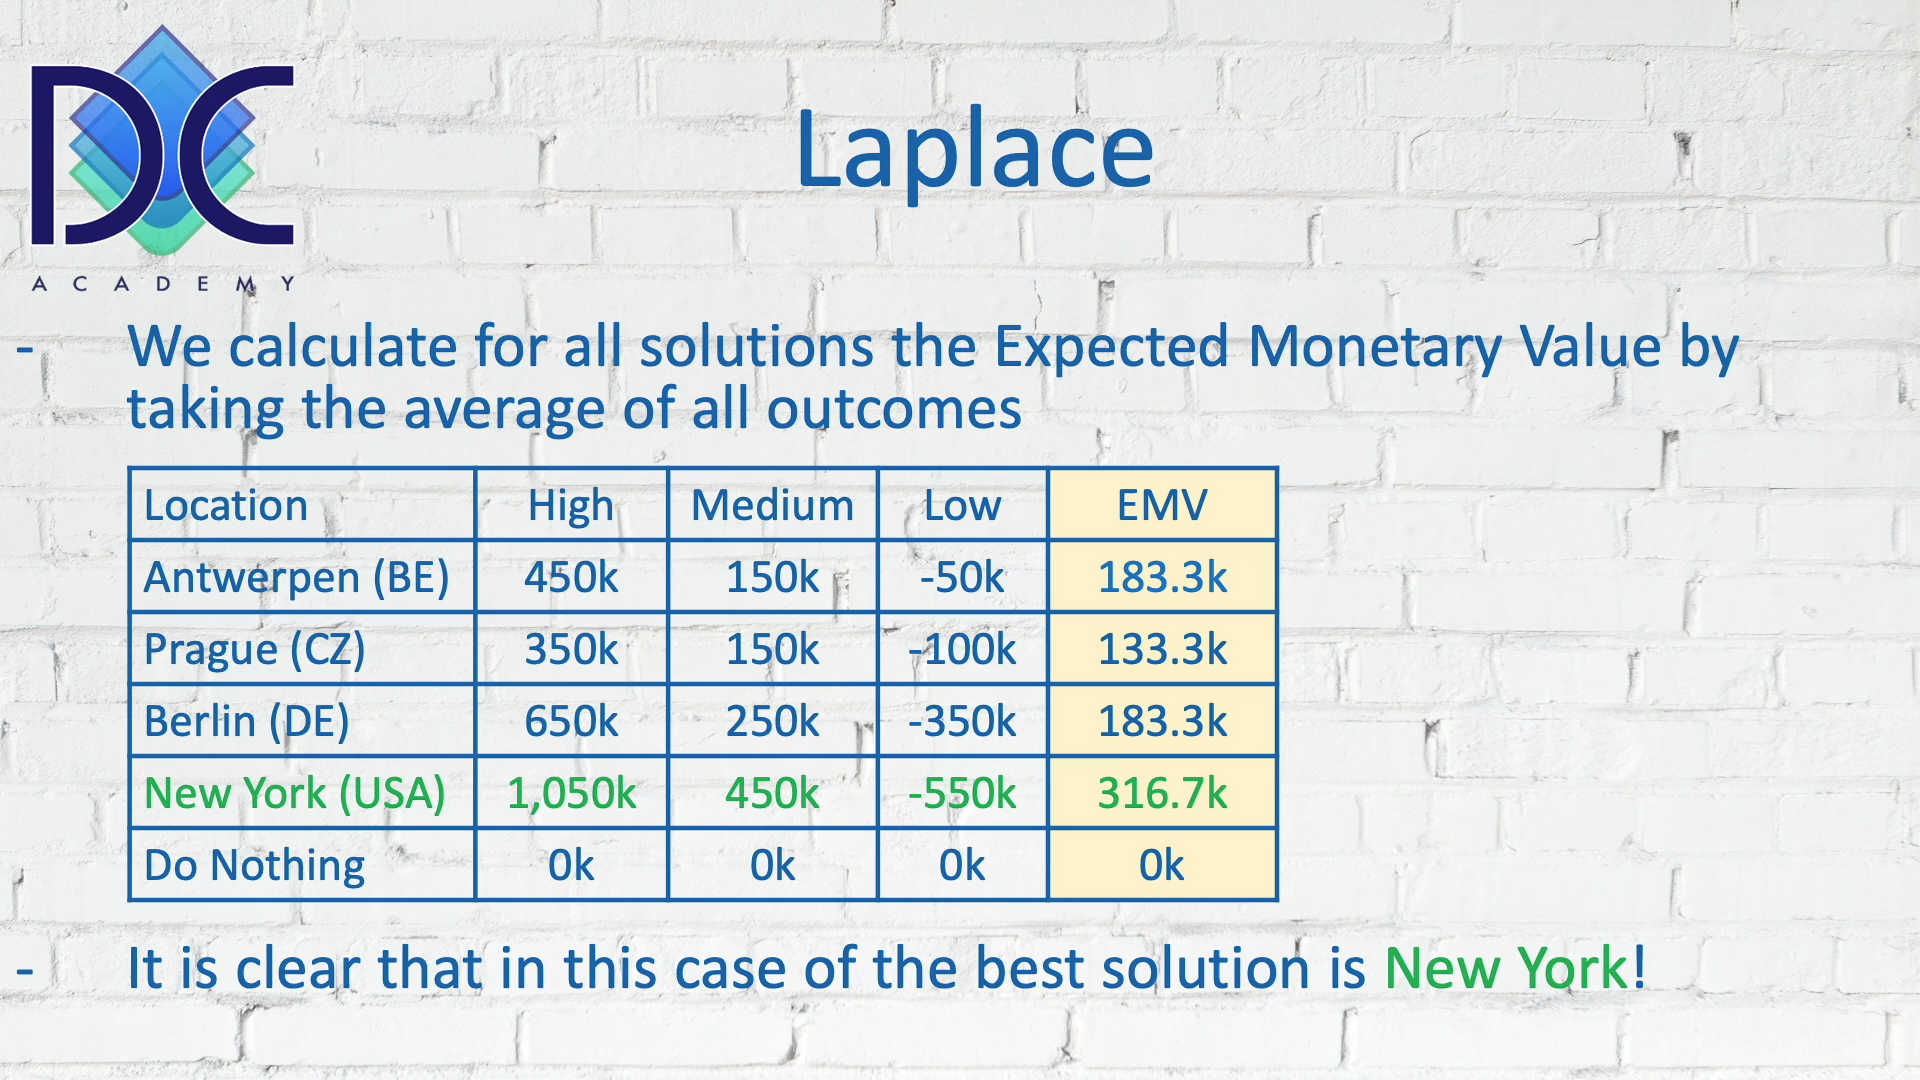 DC
ACADEMY
Laplace
- We calculate for all solutions the Expected Monetary Value by
taking the average of all outcomes
Location High Medium Low EMV
Antwerpen (BE) 450k 150k -50k 183.3k
Prague (CZ) 350k 150k -100k 133.3k
Berlin (DE) 650k 250k -350k 183.3k
New York (USA) 1,050k 450k -550k 316.7k
Do Nothing 0k 0k 0k 0k
- It is clear that in this case of the best solution is New York!